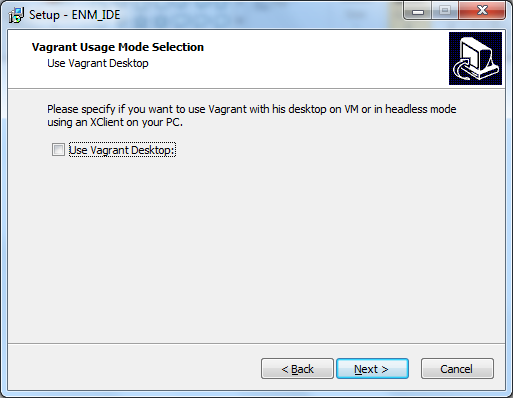 Setup - ENM_IDE
Vagrant Usage Mode Selection
Use Vagrant Desktop
Please specify if you want to use Vagrant with his desktop on VM or in headless mode
using an XClient on your PC.
Use Vagrant Desktop:
< Back
Next >
Cancel